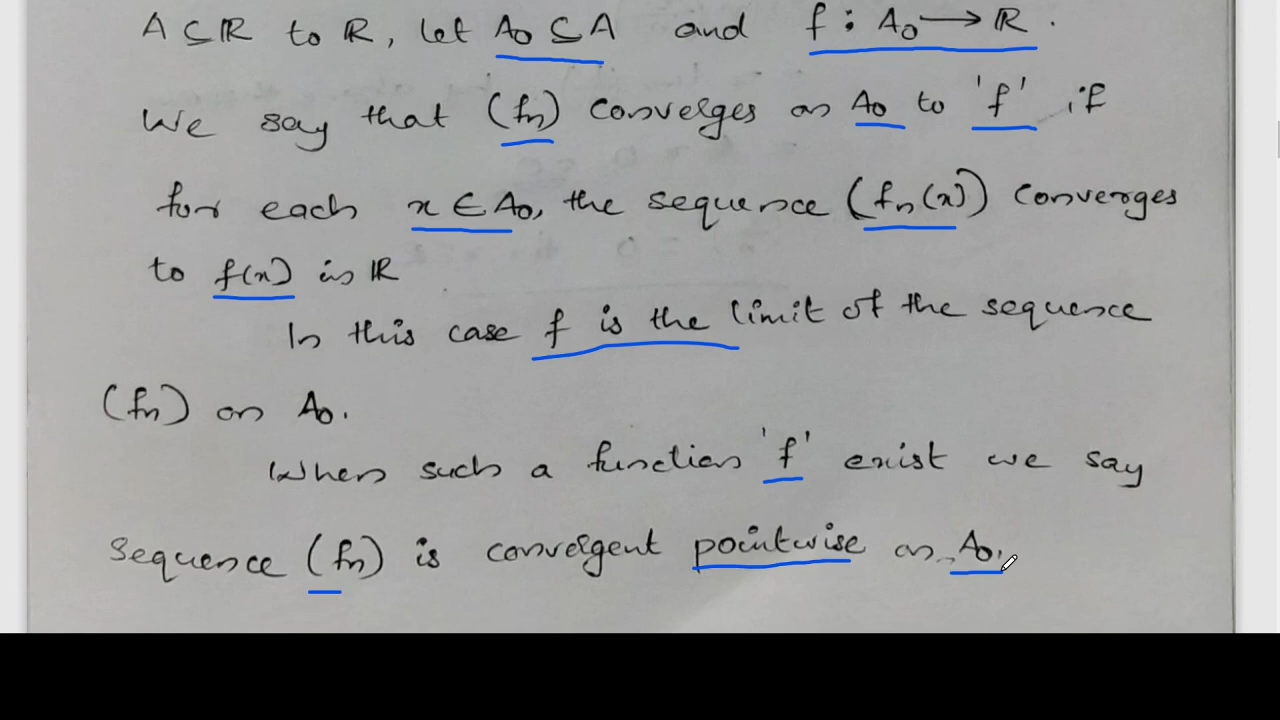 A ⊆ ℝ to ℝ, let A₀ ⊆ A and f : A₀ → ℝ.
We say that (fn) converges on A₀ to 'f' if
for each x ∈ A₀, the sequence (fn(x)) converges
to f(x) in ℝ
In this case f is the limit of the sequence
(fn) on A₀.
When such a function 'f' exist we say
sequence (fn) is convergent pointwise on A₀.